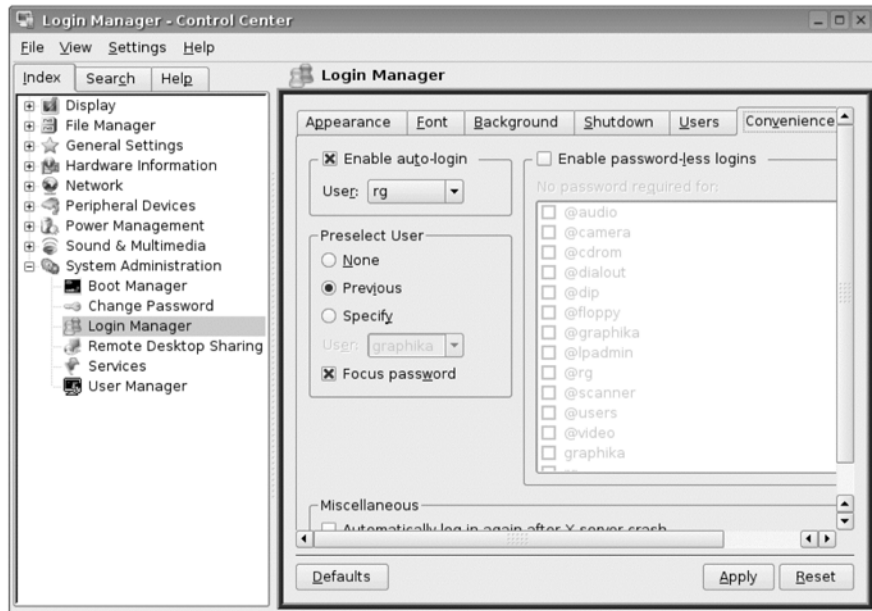 Login Manager - Control Center
File View Settings Help
Index Search Help
Display
File Manager
General Settings
Hardware Information
Network
Peripheral Devices
Power Management
Sound & Multimedia
System Administration
Boot Manager
Change Password
Login Manager
Remote Desktop Sharing
Services
User Manager
Login Manager
Appearance Font Background Shutdown Users Convenience
Enable auto-login
User: rg
Preselect User
None
Previous
Specify
User: graphika
Focus password
Enable password-less logins
No password required for:
@audio
@camera
@cdrom
@dialout
@dip
@floppy
@graphika
@lpadmin
@rg
@scanner
@users
@video
graphika
Miscellaneous
Automatically log in again after X server crash
Defaults Apply Reset